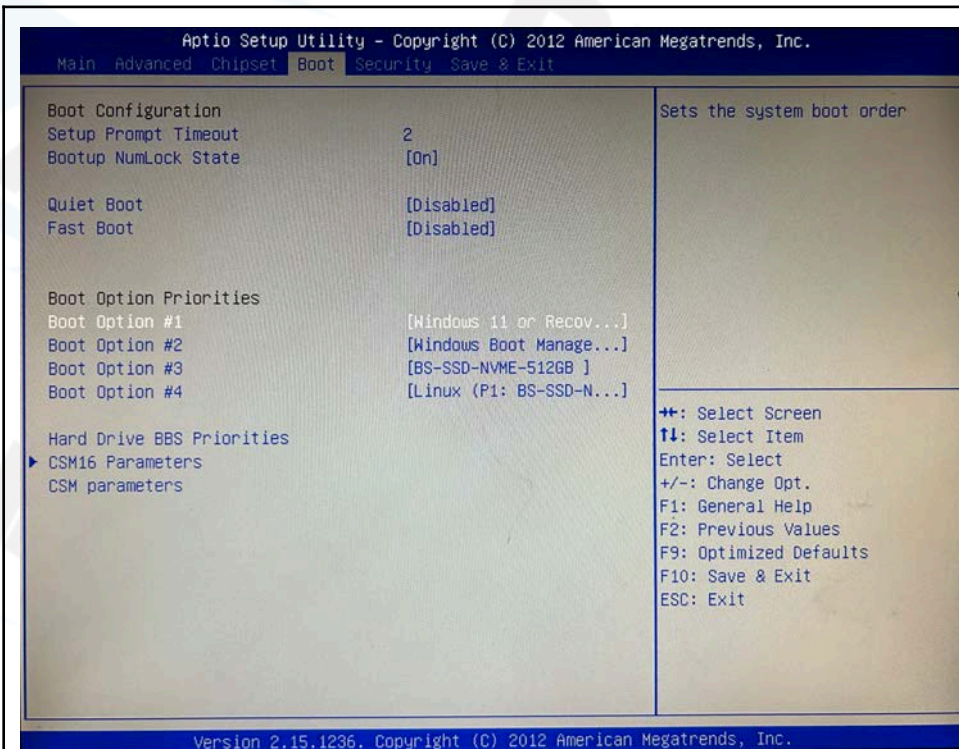 Aptio Setup Utility – Copyright (C) 2012 American Megatrends, Inc.
Main Advanced Chipset Boot Security Save & Exit
Boot Configuration
Setup Prompt Timeout 2
Bootup NumLock State [On]
Quiet Boot [Disabled]
Fast Boot [Disabled]
Boot Option Priorities
Boot Option #1 [Windows 11 or Recov...]
Boot Option #2 [Windows Boot Manage...]
Boot Option #3 [BS-SSD-NVME-512GB ]
Boot Option #4 [Linux (P1: BS-SSD-N...]
Hard Drive BBS Priorities
CSM16 Parameters
CSM parameters
Sets the system boot order
→←: Select Screen
↑↓: Select Item
Enter: Select
+/-: Change Opt.
F1: General Help
F2: Previous Values
F9: Optimized Defaults
F10: Save & Exit
ESC: Exit
Version 2.15.1236. Copyright (C) 2012 American Megatrends, Inc.